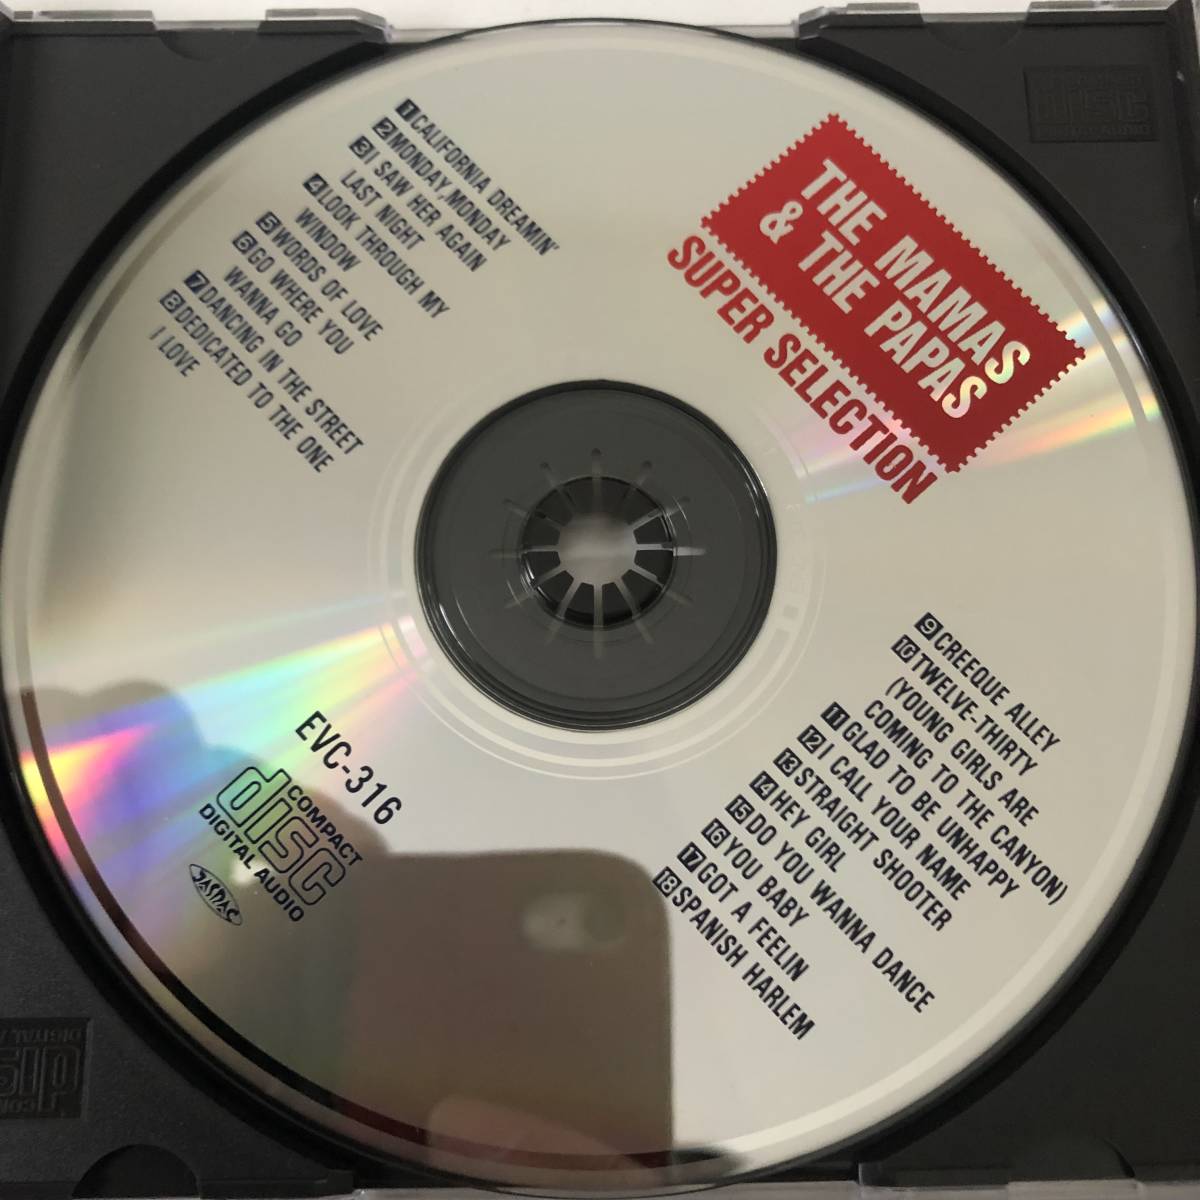 THE MAMAS
& THE PAPAS
SUPER SELECTION
1 CALIFORNIA DREAMIN'
2 MONDAY, MONDAY
3 I SAW HER AGAIN
LAST NIGHT
4 LOOK THROUGH MY
WINDOW
5 WORDS OF LOVE
6 GO WHERE YOU
WANNA GO
7 DANCING IN THE STREET
8 DEDICATED TO THE ONE
I LOVE
9 CREEQUE ALLEY
10 TWELVE-THIRTY
(YOUNG GIRLS ARE
COMING TO THE CANYON)
11 GLAD TO BE UNHAPPY
12 I CALL YOUR NAME
13 STRAIGHT SHOOTER
14 HEY GIRL
15 DO YOU WANNA DANCE
16 YOU BABY
17 GOT A FEELIN
18 SPANISH HARLEM
EVC-316
COMPACT
disc
DIGITAL AUDIO
JASRAC
disc
disc